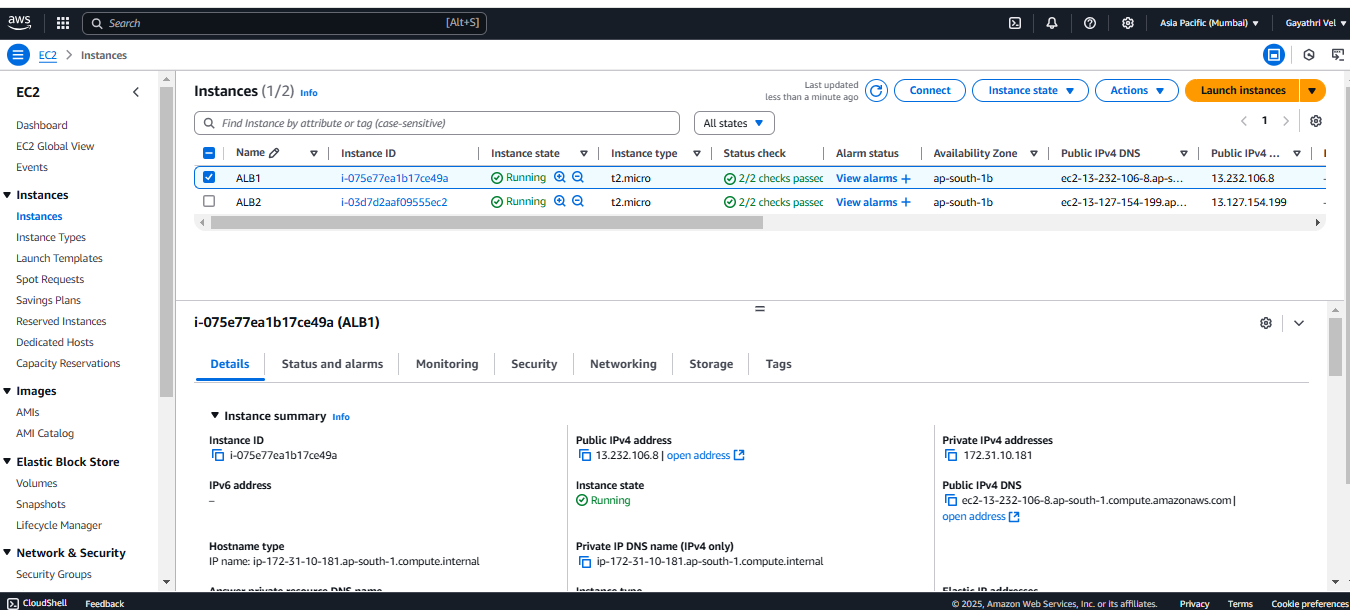 aws Search [Alt+S] Asia Pacific (Mumbai) Gayathri Vel
EC2 > Instances
EC2
Dashboard
EC2 Global View
Events
Instances
Instances
Instance Types
Launch Templates
Spot Requests
Savings Plans
Reserved Instances
Dedicated Hosts
Capacity Reservations
Images
AMIs
AMI Catalog
Elastic Block Store
Volumes
Snapshots
Lifecycle Manager
Network & Security
Security Groups
Instances (1/2) Info
Last updated
less than a minute ago
Connect Instance state Actions Launch instances
Find Instance by attribute or tag (case-sensitive) All states 1
Name Instance ID Instance state Instance type Status check Alarm status Availability Zone Public IPv4 DNS Public IPv4 ...
ALB1 i-075e77ea1b17ce49a Running t2.micro 2/2 checks passed View alarms + ap-south-1b ec2-13-232-106-8.ap-s... 13.232.106.8 -
ALB2 i-03d7d2aaf09555ec2 Running t2.micro 2/2 checks passed View alarms + ap-south-1b ec2-13-127-154-199.ap... 13.127.154.199 -
i-075e77ea1b17ce49a (ALB1)
Details Status and alarms Monitoring Security Networking Storage Tags
Instance summary Info
Instance ID
i-075e77ea1b17ce49a
Public IPv4 address
13.232.106.8 | open address
Private IPv4 addresses
172.31.10.181
IPv6 address
–
Instance state
Running
Public IPv4 DNS
ec2-13-232-106-8.ap-south-1.compute.amazonaws.com |
open address
Hostname type
IP name: ip-172-31-10-181.ap-south-1.compute.internal
Private IP DNS name (IPv4 only)
ip-172-31-10-181.ap-south-1.compute.internal
Answer private resource DNS name
Instance type
Elastic IP addresses
CloudShell Feedback © 2025, Amazon Web Services, Inc. or its affiliates. Privacy Terms Cookie preferences